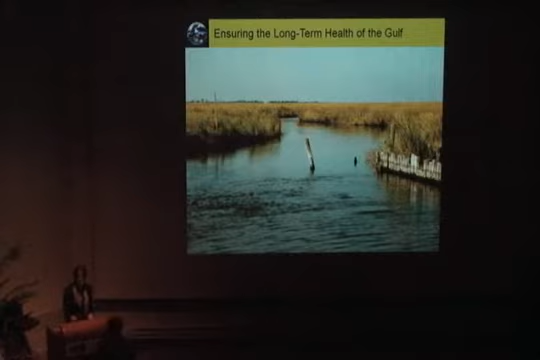 Ensuring the Long-Term Health of the Gulf